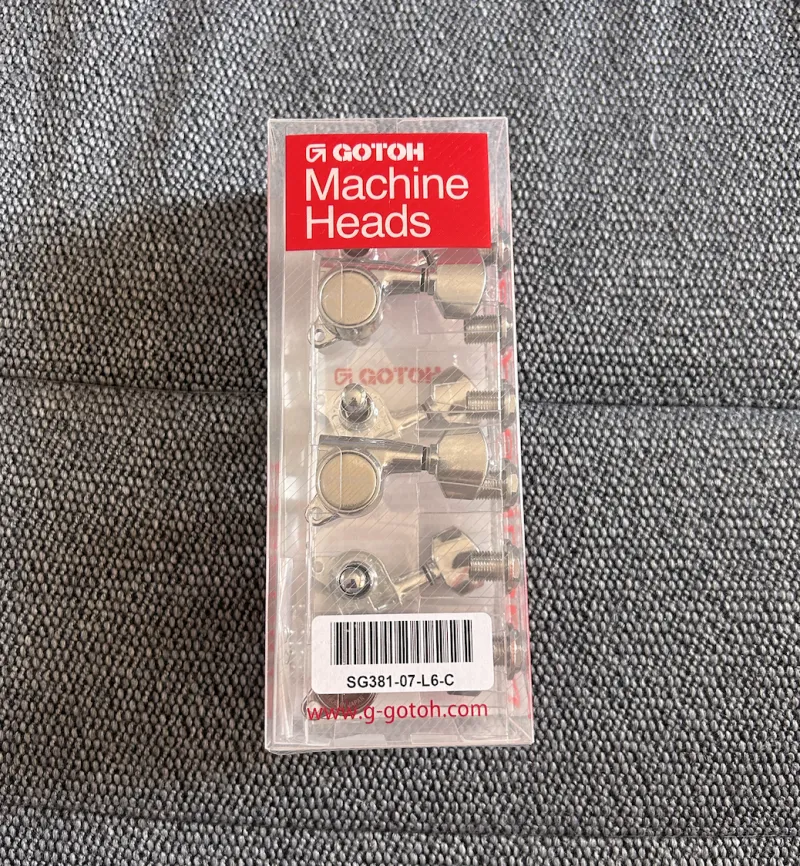 GOTOH
Machine
Heads
GOTOH
SG381-07-L6-C
www.g-gotoh.com